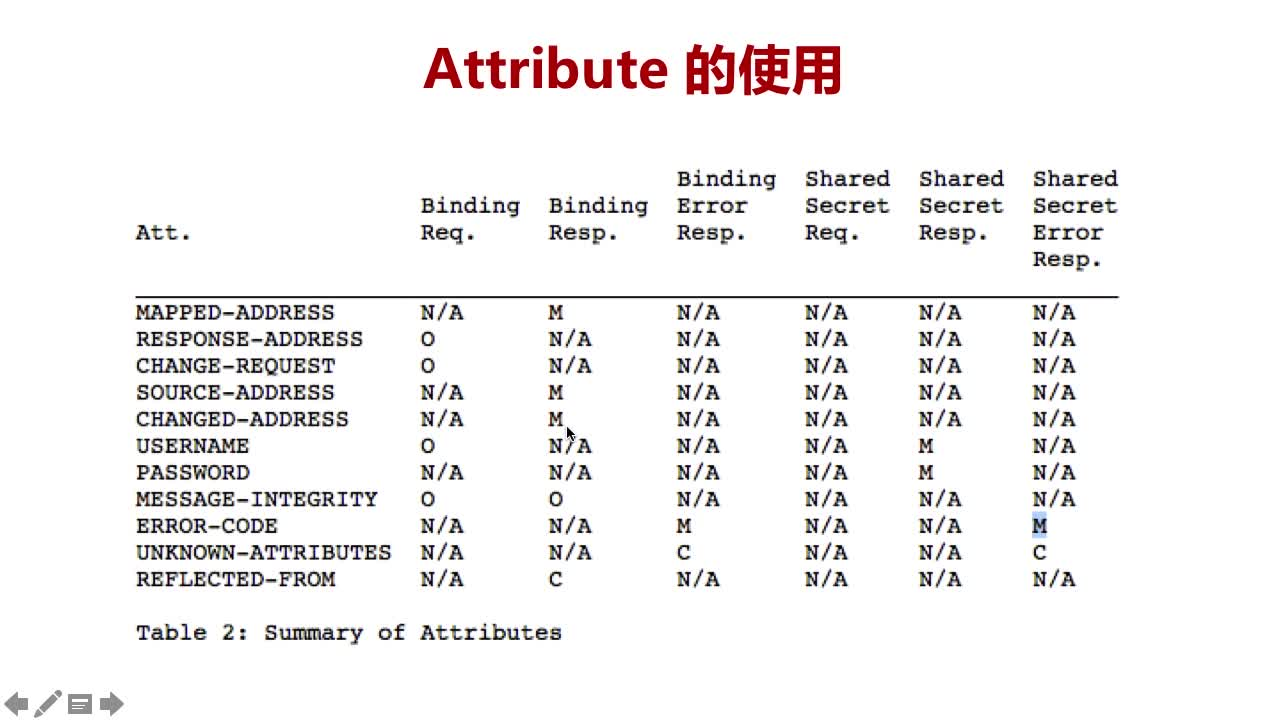 Attribute 的使用
Binding Shared Shared Shared
Binding Binding Error Secret Secret Secret
Att. Req. Resp. Resp. Req. Resp. Error
Resp.
MAPPED-ADDRESS N/A M N/A N/A N/A N/A
RESPONSE-ADDRESS O N/A N/A N/A N/A N/A
CHANGE-REQUEST O N/A N/A N/A N/A N/A
SOURCE-ADDRESS N/A M N/A N/A N/A N/A
CHANGED-ADDRESS N/A M N/A N/A N/A N/A
USERNAME O N/A N/A N/A M N/A
PASSWORD N/A N/A N/A N/A M N/A
MESSAGE-INTEGRITY O O N/A N/A N/A N/A
ERROR-CODE N/A N/A M N/A N/A M
UNKNOWN-ATTRIBUTES N/A N/A C N/A N/A C
REFLECTED-FROM N/A C N/A N/A N/A N/A
Table 2: Summary of Attributes